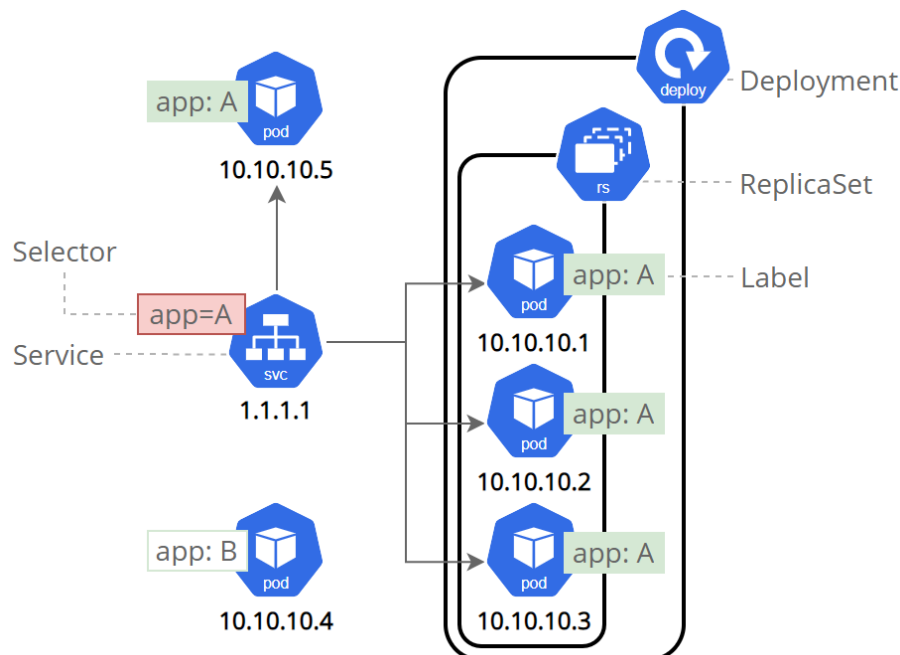 app: A
pod
10.10.10.5
deploy
Deployment
rs
ReplicaSet
Selector
app=A
Service
svc
1.1.1.1
pod
app: A
Label
10.10.10.1
pod
app: A
10.10.10.2
app: B
pod
10.10.10.4
pod
app: A
10.10.10.3